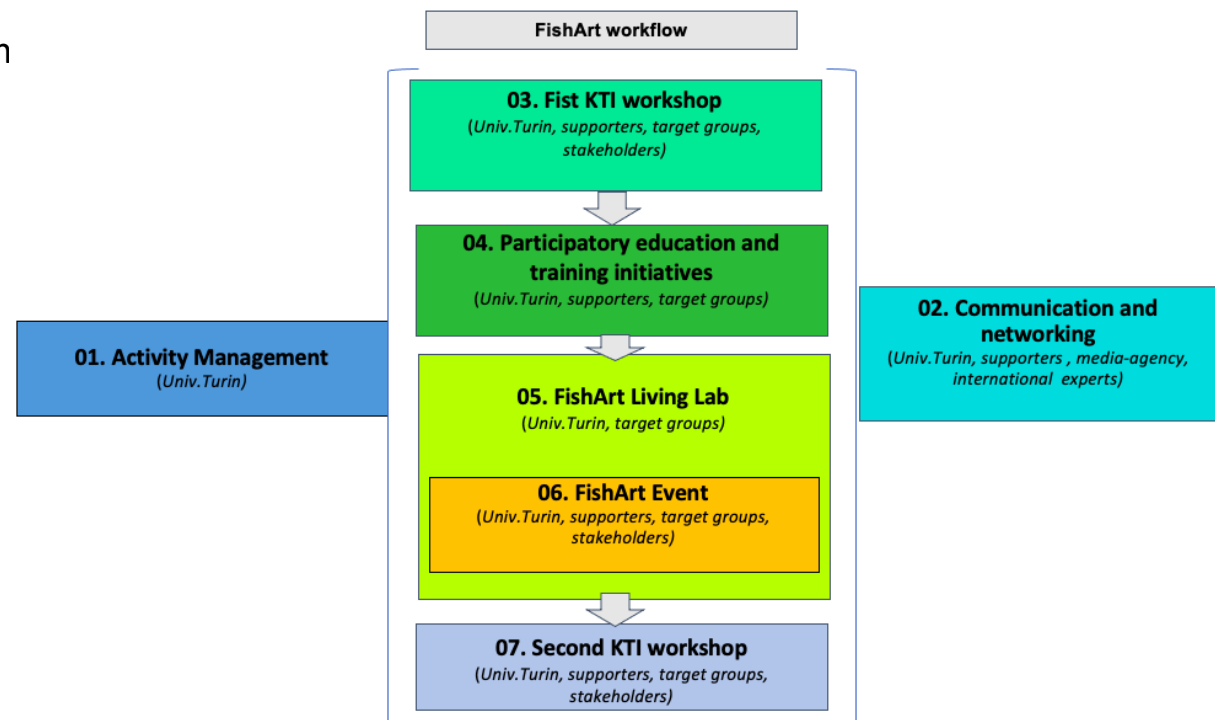 n
FishArt workflow
03. Fist KTI workshop
(Univ.Turin, supporters, target groups,
stakeholders)
04. Participatory education and
training initiatives
(Univ.Turin, supporters, target groups)
01. Activity Management
(Univ.Turin)
02. Communication and
networking
(Univ.Turin, supporters , media-agency,
international experts)
05. FishArt Living Lab
(Univ.Turin, target groups)
06. FishArt Event
(Univ.Turin, supporters, target groups,
stakeholders)
07. Second KTI workshop
(Univ.Turin, supporters, target groups,
stakeholders)